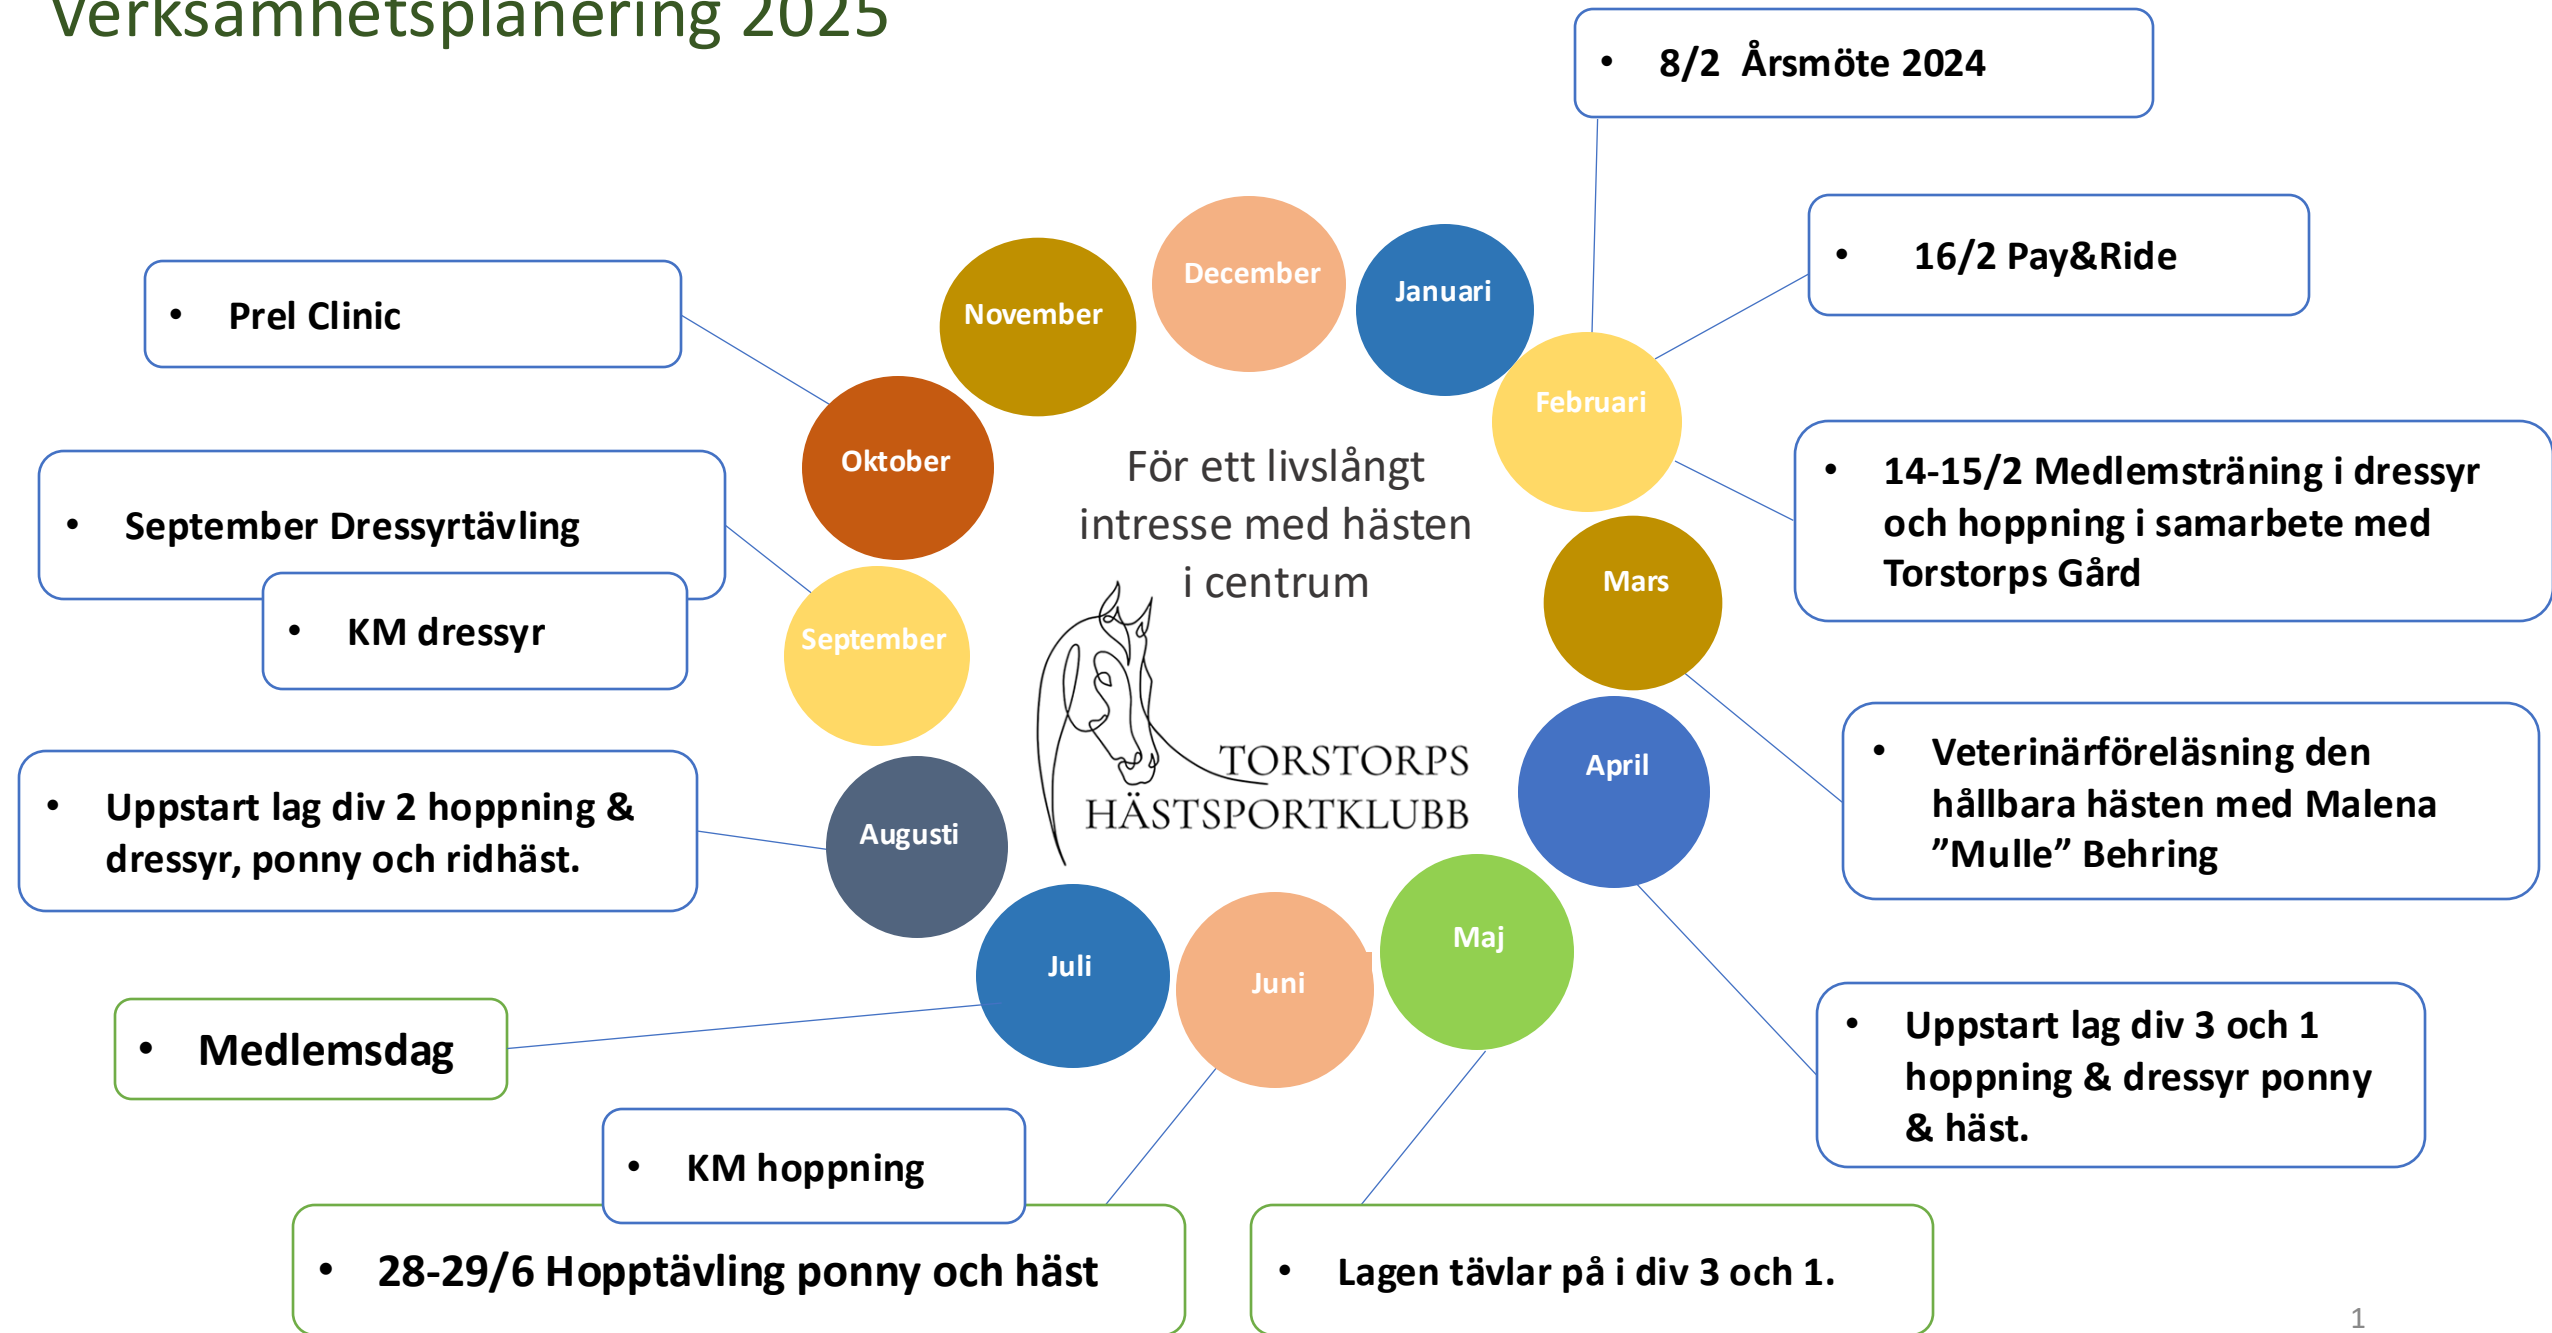 Verksamhetsplanering 2025
• 8/2 Årsmöte 2024
• 16/2 Pay&Ride
• 14-15/2 Medlemsträning i dressyr
och hoppning i samarbete med
Torstorps Gård
• Veterinärföreläsning den
hållbara hästen med Malena
”Mulle” Behring
• Uppstart lag div 3 och 1
hoppning & dressyr ponny
& häst.
• Lagen tävlar på i div 3 och 1.
• KM hoppning
• 28-29/6 Hopptävling ponny och häst
• Medlemsdag
• Uppstart lag div 2 hoppning &
dressyr, ponny och ridhäst.
• September Dressyrtävling
• KM dressyr
• Prel Clinic
December
Januari
Februari
Mars
April
Maj
Juni
Juli
Augusti
September
Oktober
November
För ett livslångt
intresse med hästen
i centrum
TORSTORPS
HÄSTSPORTKLUBB
1